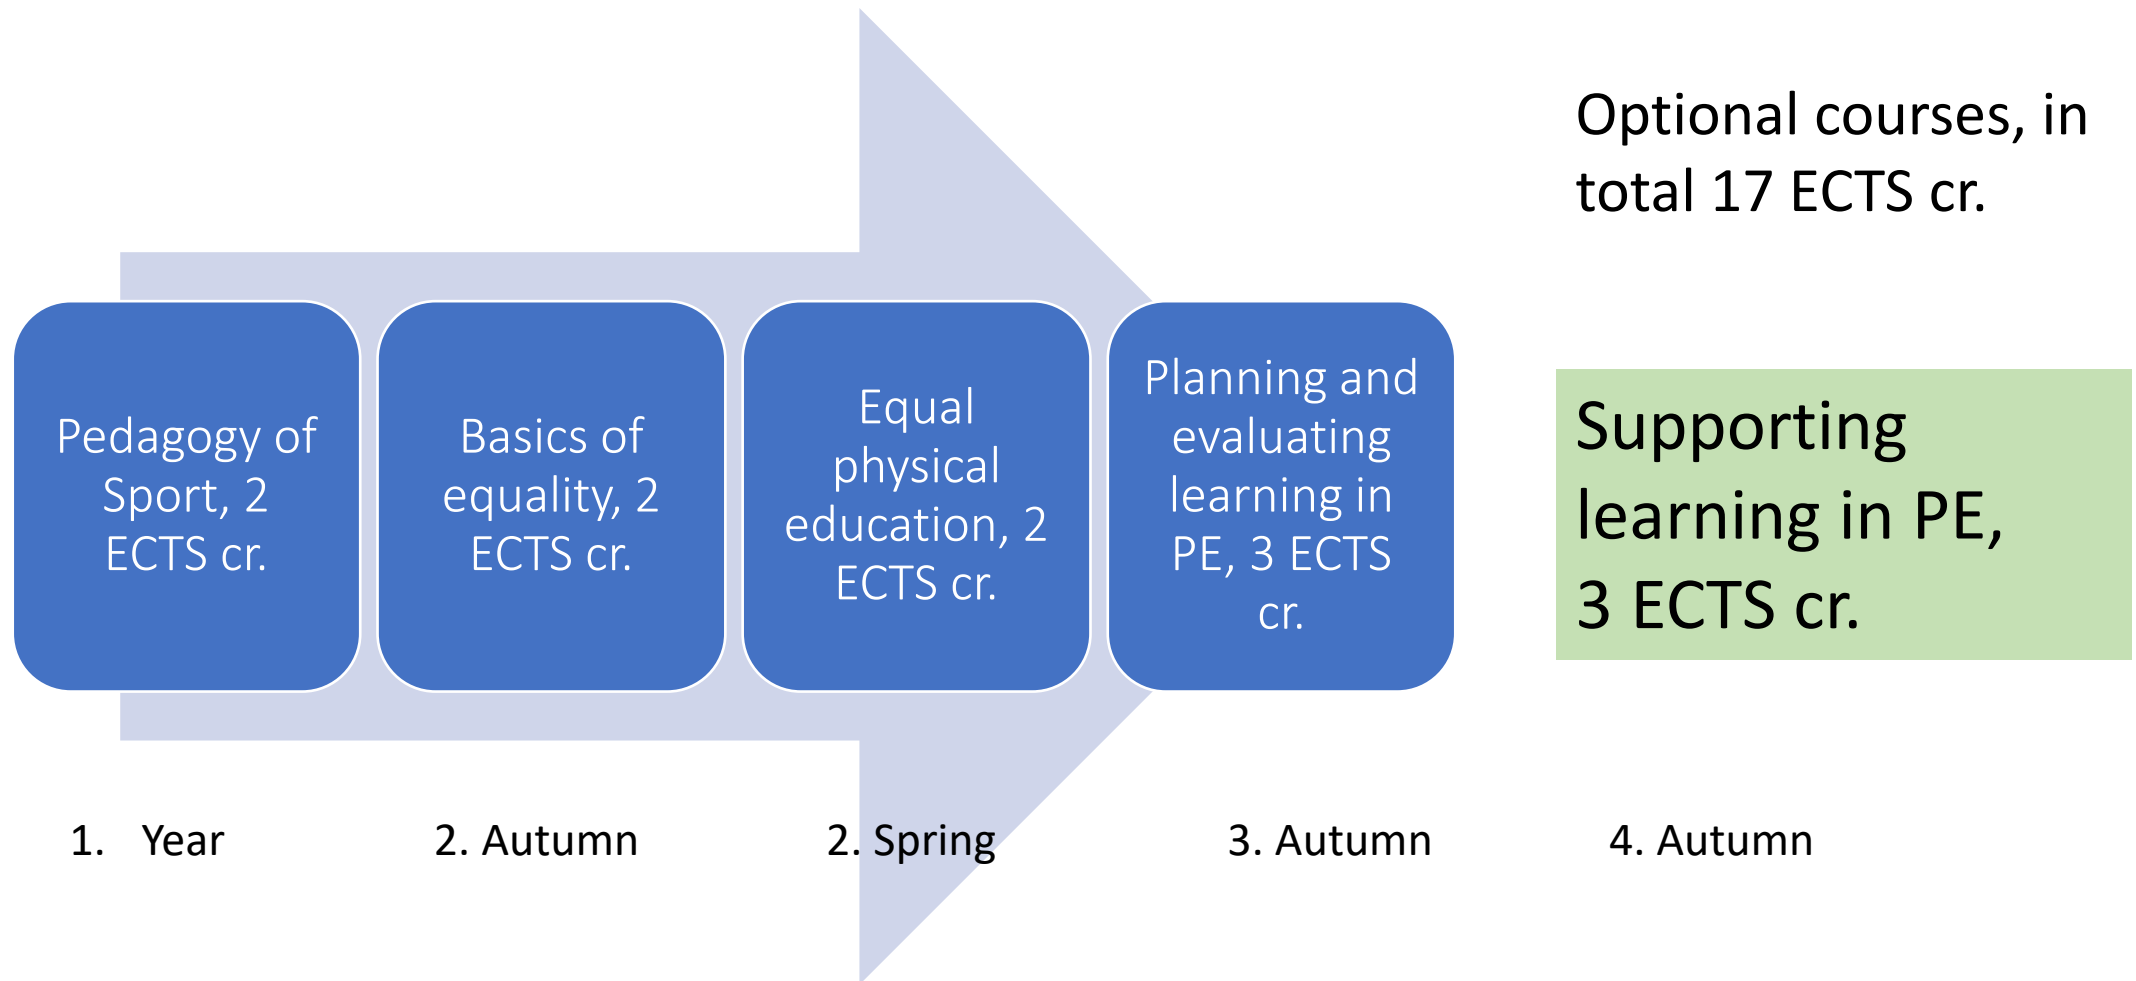 Optional courses, in
total 17 ECTS cr.
Pedagogy of
Sport, 2
ECTS cr.
Basics of
equality, 2
ECTS cr.
Equal
physical
education, 2
ECTS cr.
Planning and
evaluating
learning in
PE, 3 ECTS
cr.
Supporting
learning in PE,
3 ECTS cr.
1. Year
2. Autumn
2. Spring
3. Autumn
4. Autumn